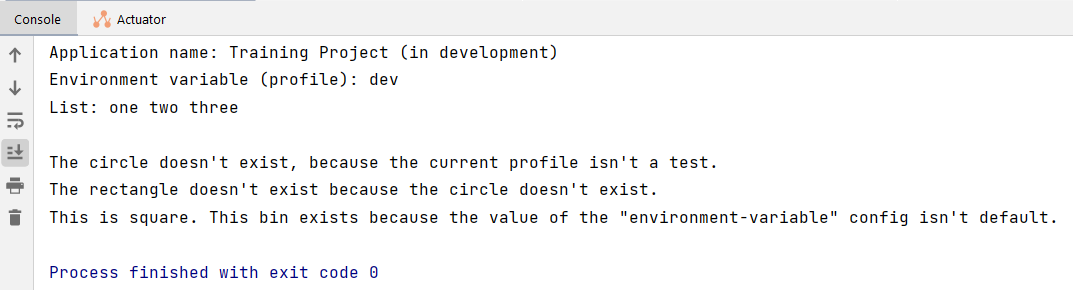 Console
Actuator
Application name: Training Project (in development)
Environment variable (profile): dev
List: one two three
The circle doesn't exist, because the current profile isn't a test.
The rectangle doesn't exist because the circle doesn't exist.
This is square. This bin exists because the value of the "environment-variable" config isn't default.
Process finished with exit code 0